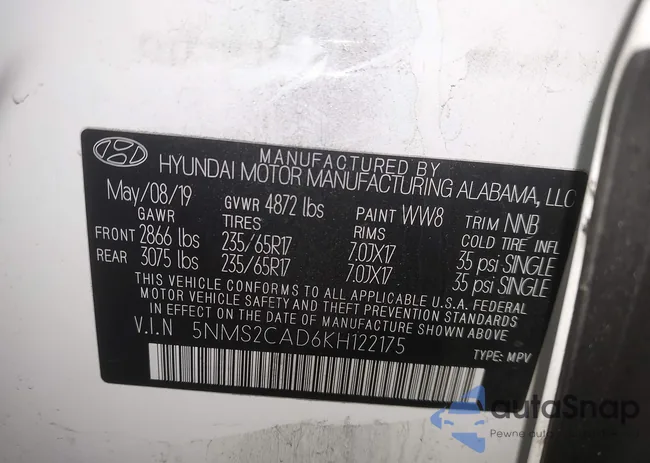 MANUFACTURED BY
HYUNDAI MOTOR MANUFACTURING ALABAMA, LLC
May/08/19 GVWR 4872 lbs PAINT WW8 TRIM NNB
GAWR TIRES RIMS COLD TIRE INFL
FRONT 2866 lbs 235/65R17 7.0JX17 35 psi SINGLE
REAR 3075 lbs 235/65R17 7.0JX17 35 psi SINGLE
THIS VEHICLE CONFORMS TO ALL APPLICABLE U.S.A. FEDERAL
MOTOR VEHICLE SAFETY AND THEFT PREVENTION STANDARDS
IN EFFECT ON THE DATE OF MANUFACTURE SHOWN ABOVE
V.I.N 5NMS2CAD6KH122175
TYPE: MPV
autaSnap
Pewne auta